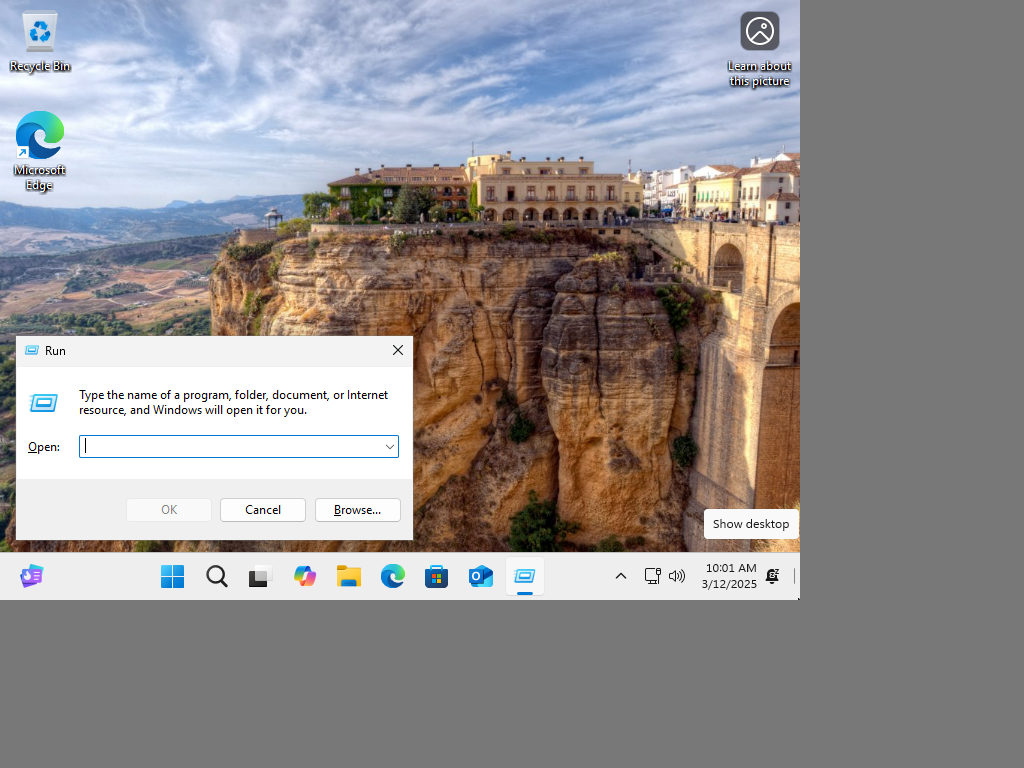 Recycle Bin
Learn about
this picture
Microsoft
Edge
Run
Type the name of a program, folder, document, or Internet
resource, and Windows will open it for you.
Open:
OK
Cancel
Browse...
Show desktop
10:01 AM
3/12/2025